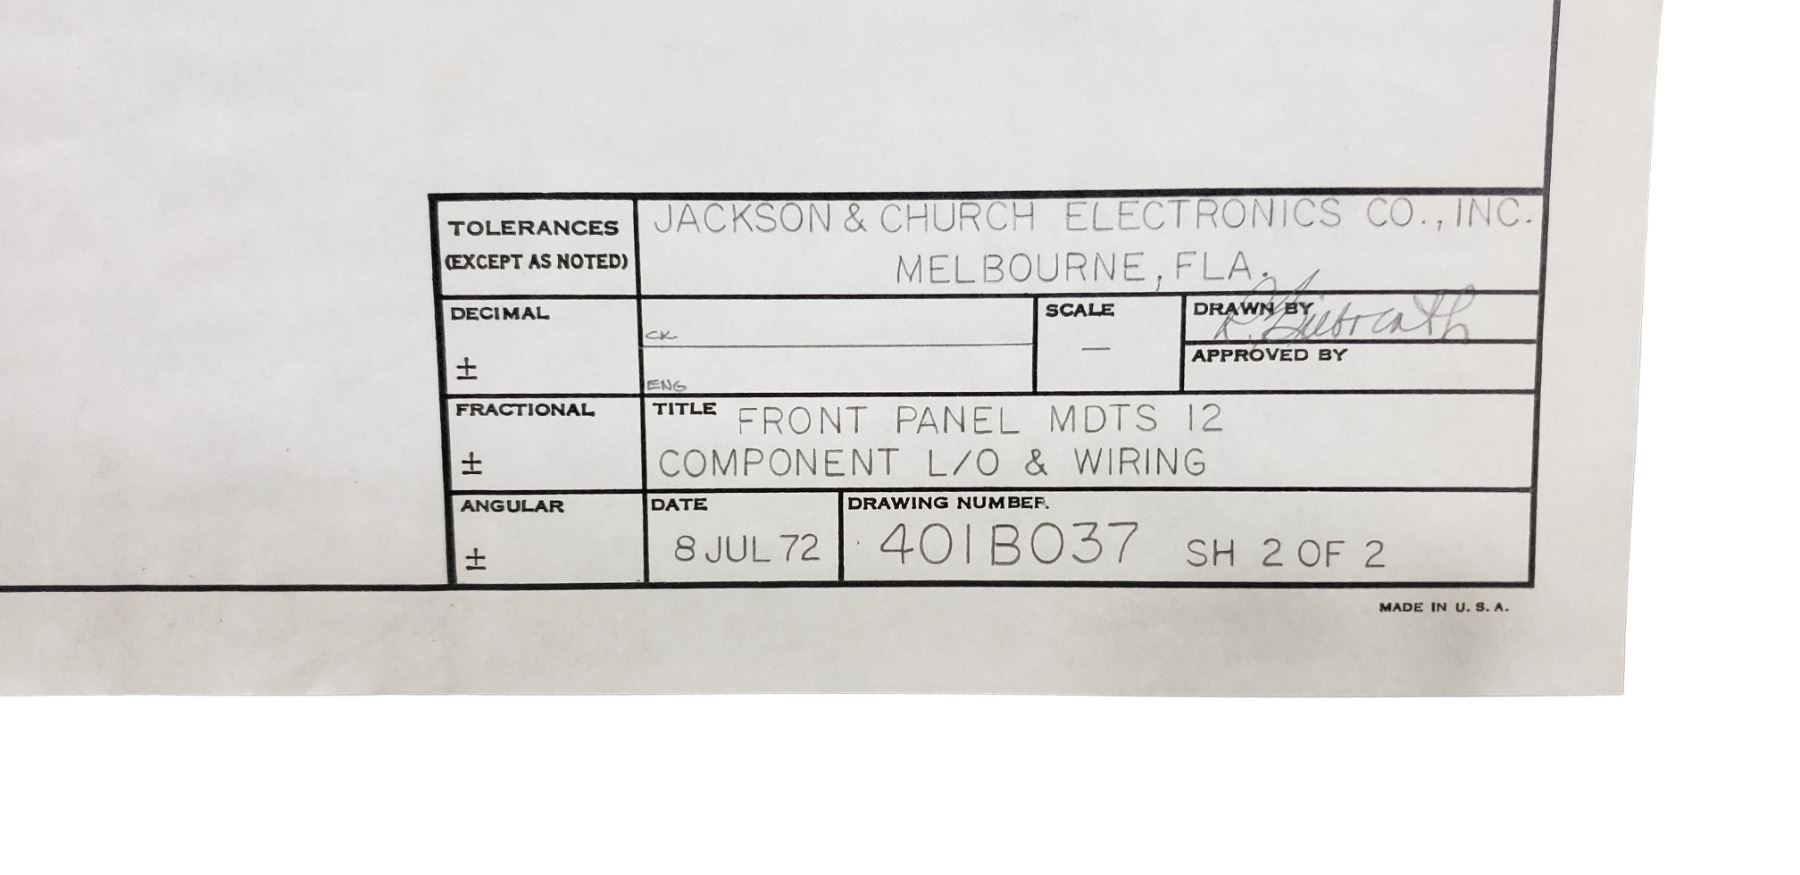 TOLERANCES
(EXCEPT AS NOTED)
JACKSON & CHURCH ELECTRONICS CO., INC.
MELBOURNE, FLA.
DECIMAL
±
CK
ENG
SCALE
—
DRAWN BY
APPROVED BY
FRACTIONAL
±
TITLE FRONT PANEL MDTS 12
COMPONENT L/O & WIRING
ANGULAR
±
DATE
8 JUL 72
DRAWING NUMBER
401B037 SH 2 OF 2
MADE IN U. S. A.